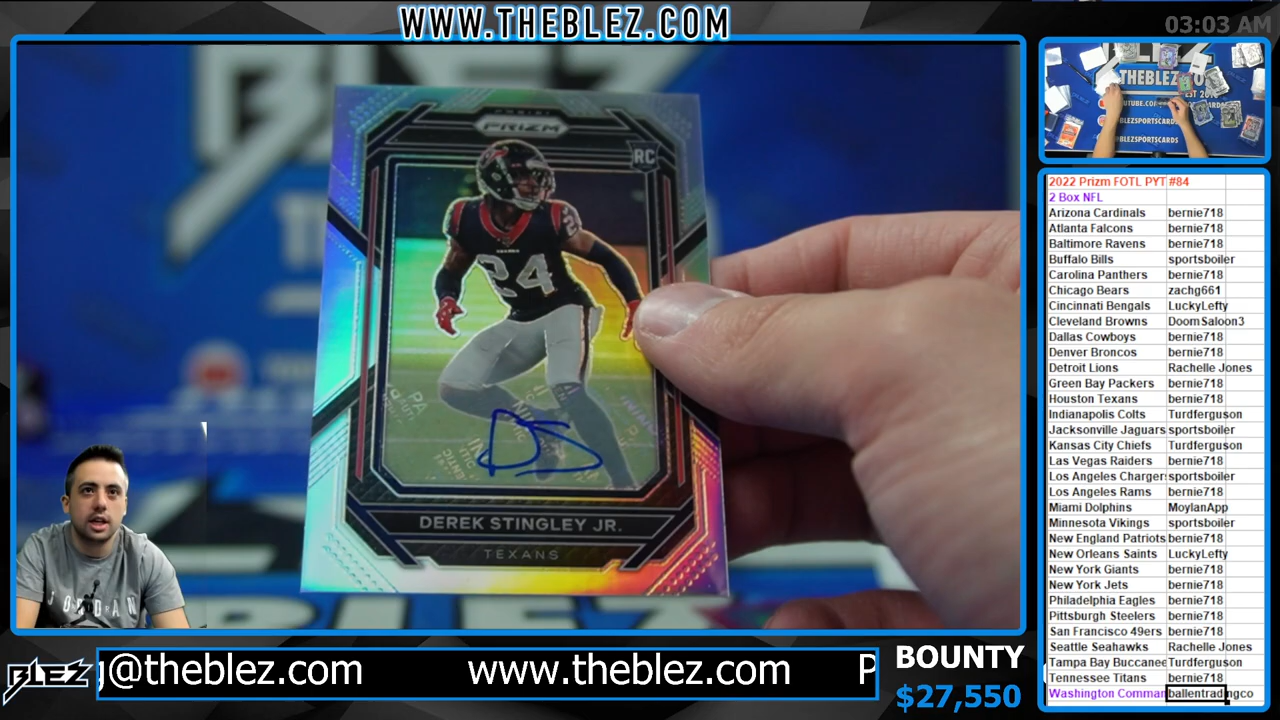 WWW.THEBLEZ.COM
03:03 AM
PANINI
PRIZM
RC
24
DS
DEREK STINGLEY JR.
TEXANS
THEBLEZ
BLEZSPORTSCARDS
BLEZSPORTSCARDS
2022 Prizm FOTL PYT #84
2 Box NFL
Arizona Cardinals bernie718
Atlanta Falcons bernie718
Baltimore Ravens bernie718
Buffalo Bills sportsboiler
Carolina Panthers bernie718
Chicago Bears zachg661
Cincinnati Bengals LuckyLefty
Cleveland Browns DoomSaloon3
Dallas Cowboys bernie718
Denver Broncos bernie718
Detroit Lions Rachelle Jones
Green Bay Packers bernie718
Houston Texans bernie718
Indianapolis Colts Turdferguson
Jacksonville Jaguars sportsboiler
Kansas City Chiefs Turdferguson
Las Vegas Raiders bernie718
Los Angeles Charger sportsboiler
Los Angeles Rams bernie718
Miami Dolphins MoylanApp
Minnesota Vikings sportsboiler
New England Patriots bernie718
New Orleans Saints LuckyLefty
New York Giants bernie718
New York Jets bernie718
Philadelphia Eagles bernie718
Pittsburgh Steelers bernie718
San Francisco 49ers bernie718
Seattle Seahawks Rachelle Jones
Tampa Bay Buccanee Turdferguson
Tennessee Titans bernie718
Washington Comman ballentradingco
JORDAN
BLEZ
g@theblez.com www.theblez.com P
BOUNTY
$27,550